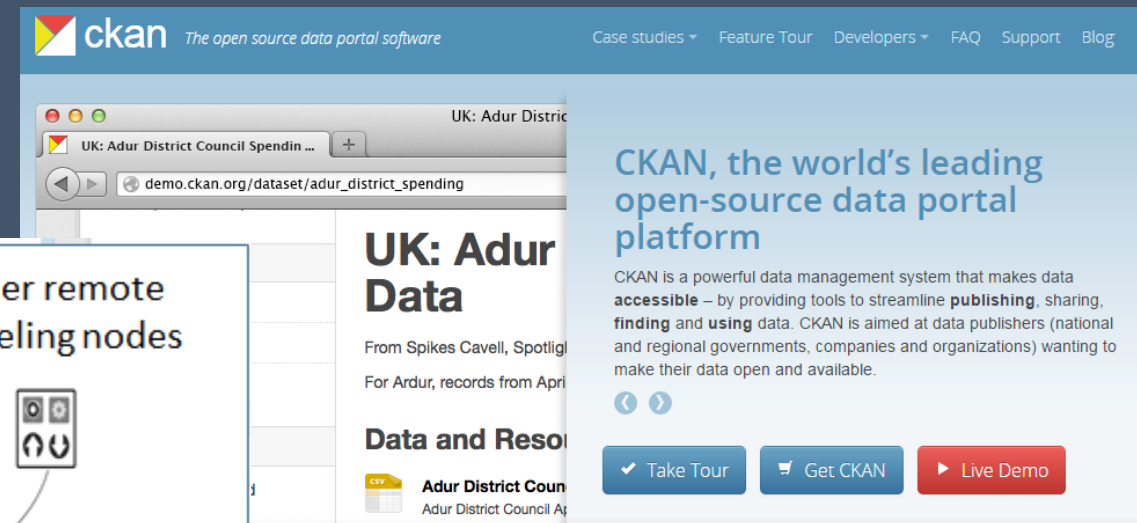 ckan The open source data portal software
Case studies Feature Tour Developers FAQ Support Blog
UK: Adur Distric
UK: Adur District Council Spendin ...
demo.ckan.org/dataset/adur_district_spending
UK: Adur
Data
From Spikes Cavell, Spotlig
For Ardur, records from Apri
Data and Resou
CSV
Adur District Coun
Adur District Council Ap
CKAN, the world's leading
open-source data portal
platform
CKAN is a powerful data management system that makes data
accessible – by providing tools to streamline publishing, sharing,
finding and using data. CKAN is aimed at data publishers (national
and regional governments, companies and organizations) wanting to
make their data open and available.
Take Tour
Get CKAN
Live Demo
er remote
eling nodes